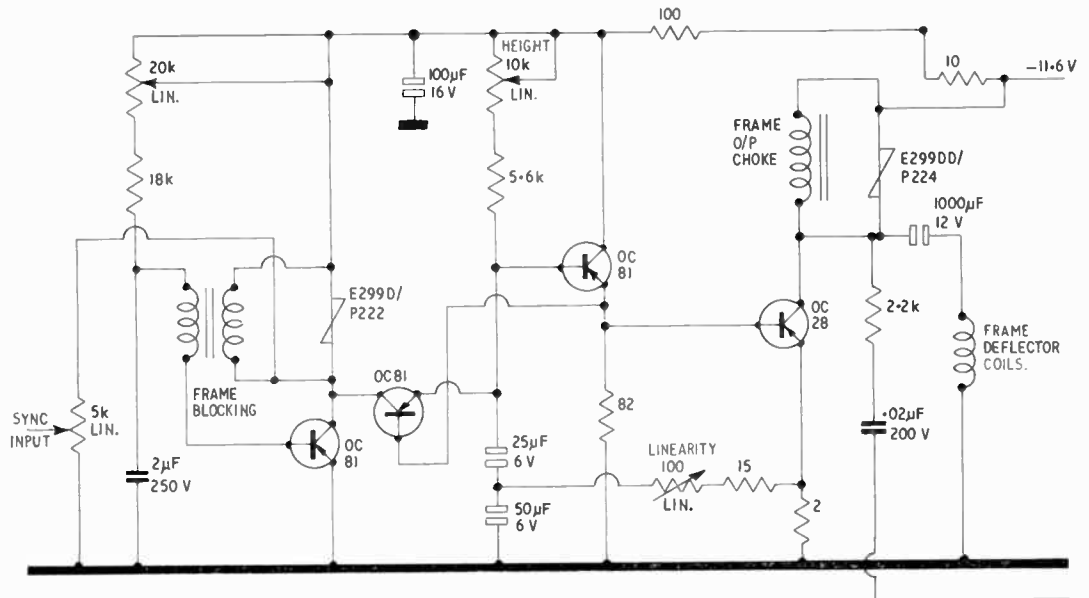 20k
LIN.
18k
100µF
16 V
HEIGHT
10k
LIN.
5·6k
100
10
−11·6 V
FRAME
O/P
CHOKE
E299DD/
P224
1000µF
12 V
OC
81
OC
28
2·2k
FRAME
DEFLECTOR
COILS.
E299D/
P222
FRAME
BLOCKING
OC81
SYNC
INPUT
5k
LIN.
2µF
250 V
OC
81
25µF
6 V
50µF
6 V
82
LINEARITY
100
LIN.
15
2
·02µF
200 V